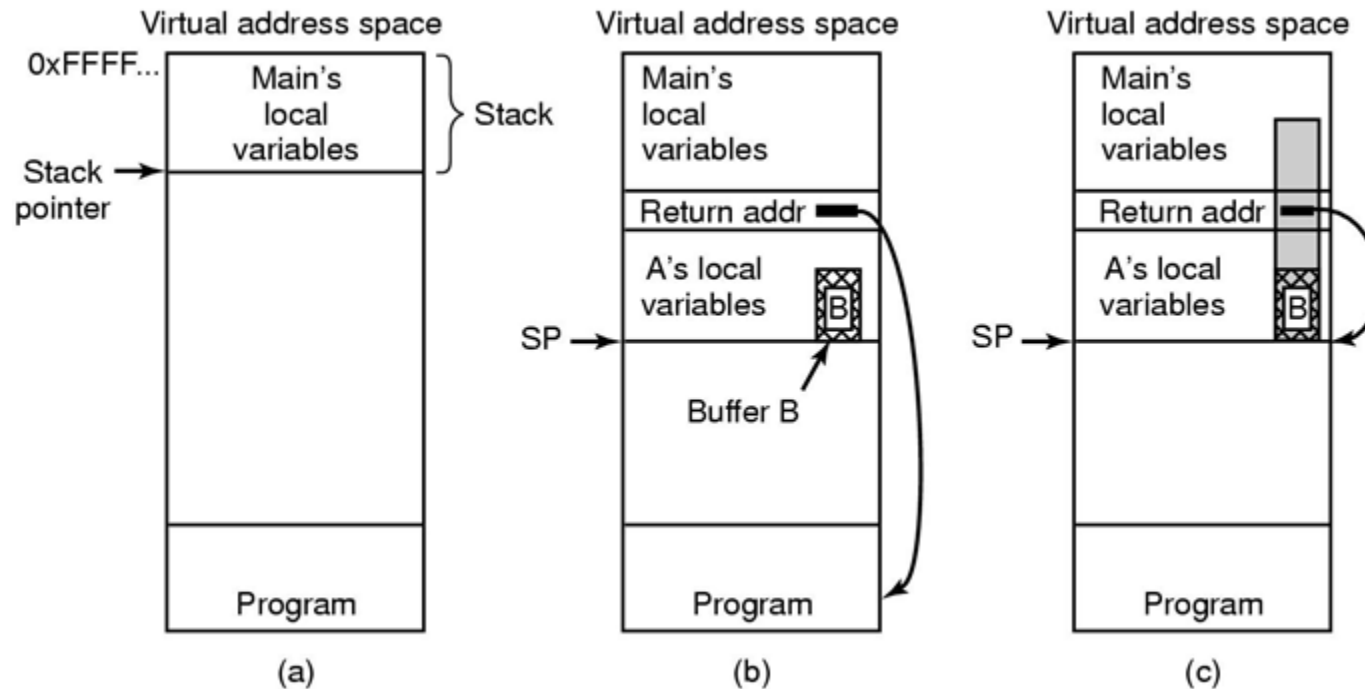 Virtual address space
0xFFFF...
Main's
local
variables
Stack
Stack
pointer
Program
(a)
Virtual address space
Main's
local
variables
Return addr
A's local
variables
B
SP
Buffer B
Program
(b)
Virtual address space
Main's
local
variables
Return addr
A's local
variables
B
SP
Program
(c)